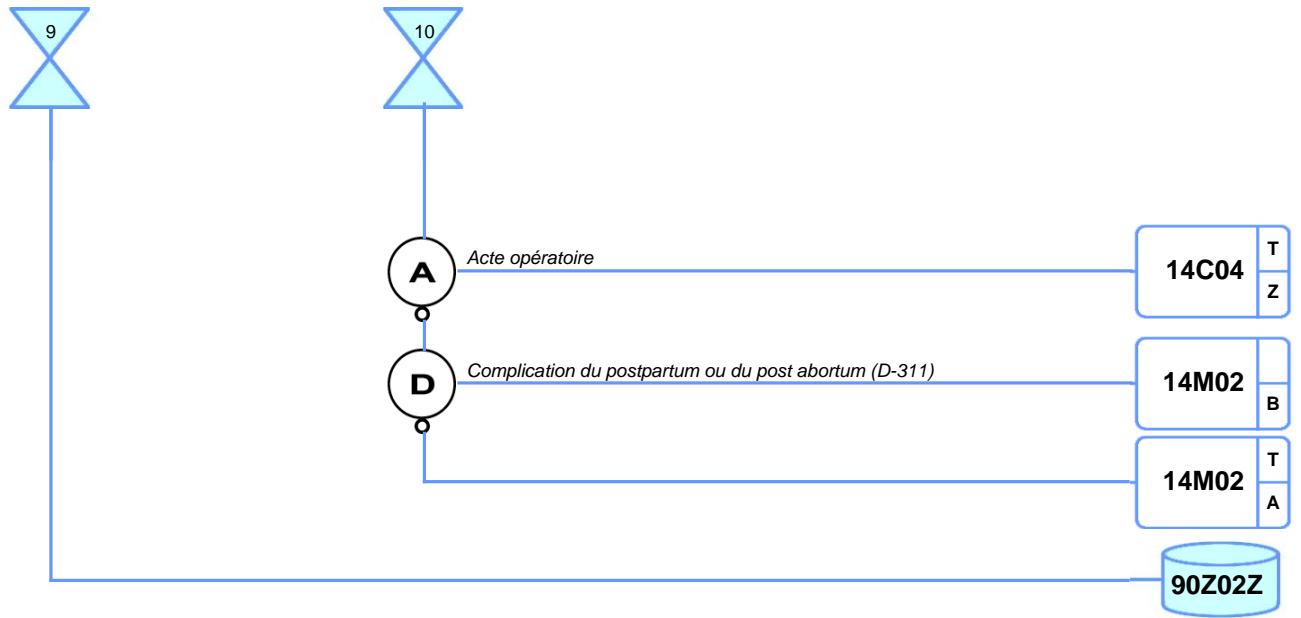 9
10
A
Acte opératoire
14C04
T
Z
D
Complication du postpartum ou du post abortum (D-311)
14M02
B
14M02
T
A
90Z02Z